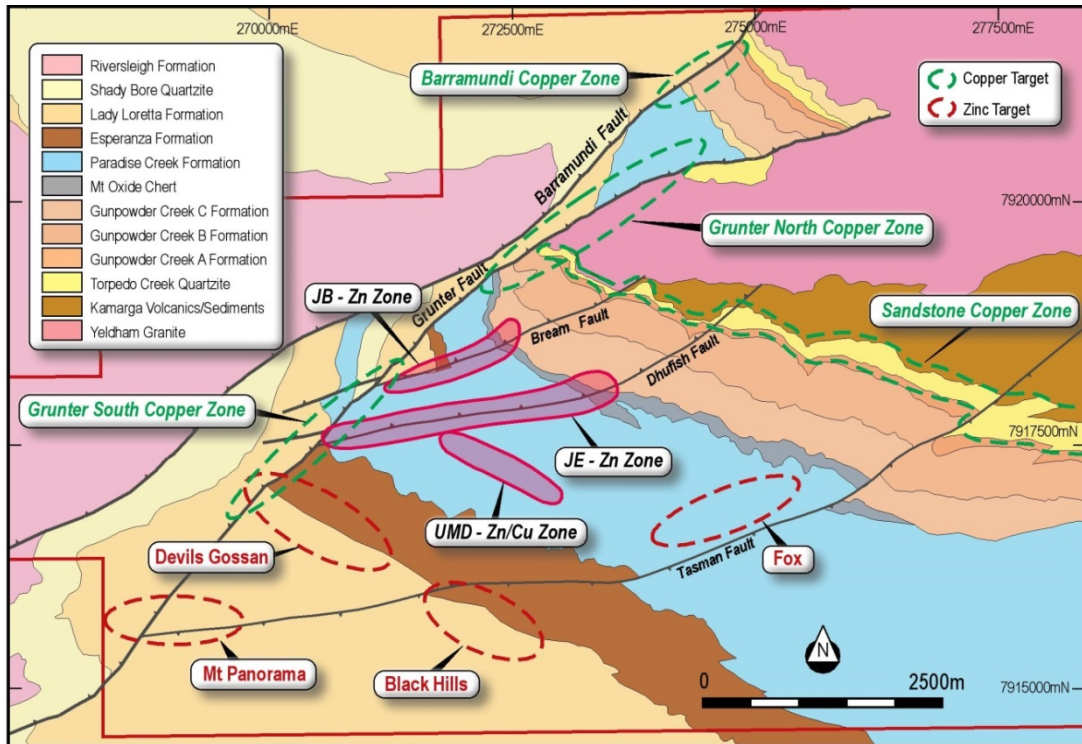 270000mE
272500mE
275000mE
277500mE
Riversleigh Formation
Shady Bore Quartzite
Lady Loretta Formation
Esperanza Formation
Paradise Creek Formation
Mt Oxide Chert
Gunpowder Creek C Formation
Gunpowder Creek B Formation
Gunpowder Creek A Formation
Torpedo Creek Quartzite
Kamarga Volcanics/Sediments
Yeldham Granite
Barramundi Copper Zone
Copper Target
Zinc Target
Barramundi Fault
7920000mN
Grunter North Copper Zone
JB - Zn Zone
Grunter Fault
Bream Fault
Dhufish Fault
Sandstone Copper Zone
Grunter South Copper Zone
7917500mN
JE - Zn Zone
UMD - Zn/Cu Zone
Devils Gossan
Fox
Tasman Fault
Mt Panorama
Black Hills
N
0
2500m
7915000mN